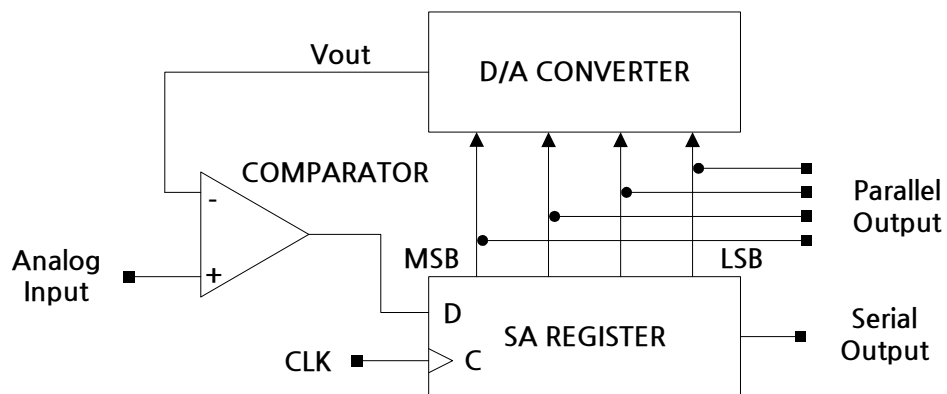 Vout
D/A CONVERTER
COMPARATOR
-
+
Analog
Input
MSB
LSB
Parallel
Output
D
SA REGISTER
CLK
C
Serial
Output